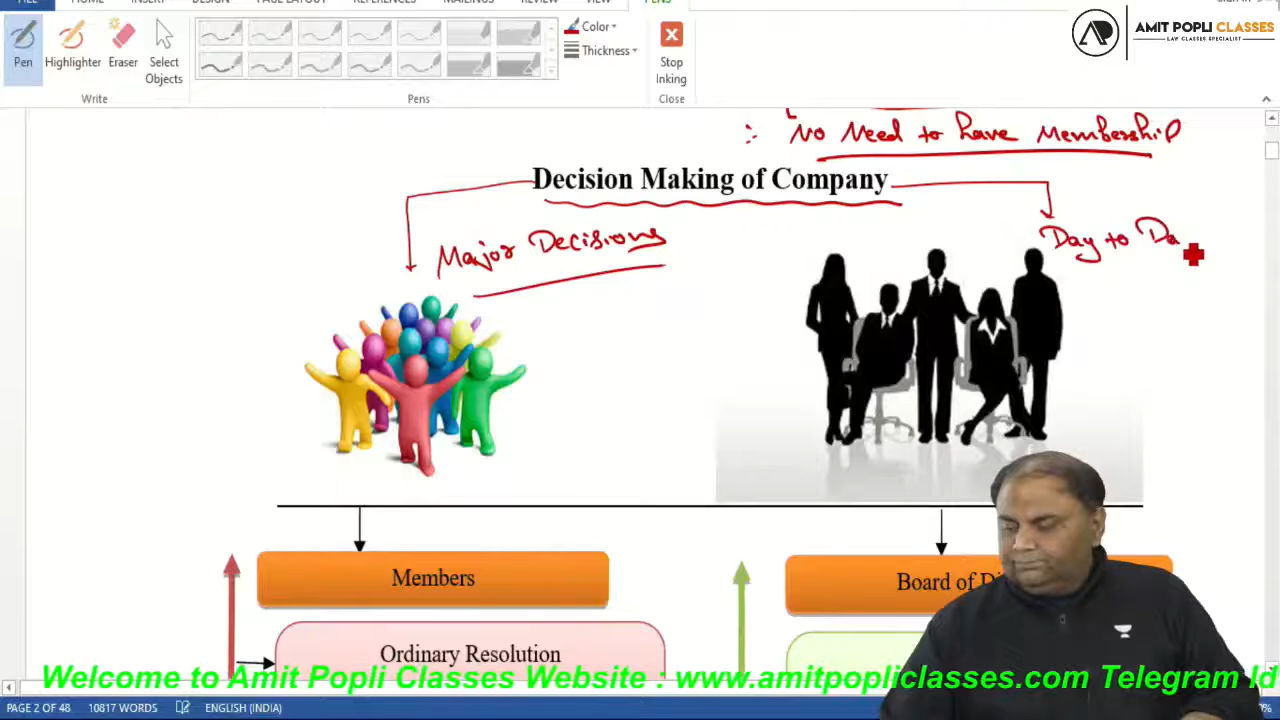 FILE HOME INSERT DESIGN PAGE LAYOUT REFERENCES MAILINGS REVIEW VIEW PENS
Pen
Highlighter
Eraser
Select
Objects
Color
Thickness
Stop
Inking
Write
Pens
Close
AMIT POPLI CLASSES
LAW CLASSES SPECIALIST
∴ No Need to have Membership
Decision Making of Company
Major Decisions
Day to Da
Members
Board of Di
Ordinary Resolution
Welcome to Amit Popli Classes Website : www.amitpopliclasses.com Telegram Id
PAGE 2 OF 48 10817 WORDS ENGLISH (INDIA)